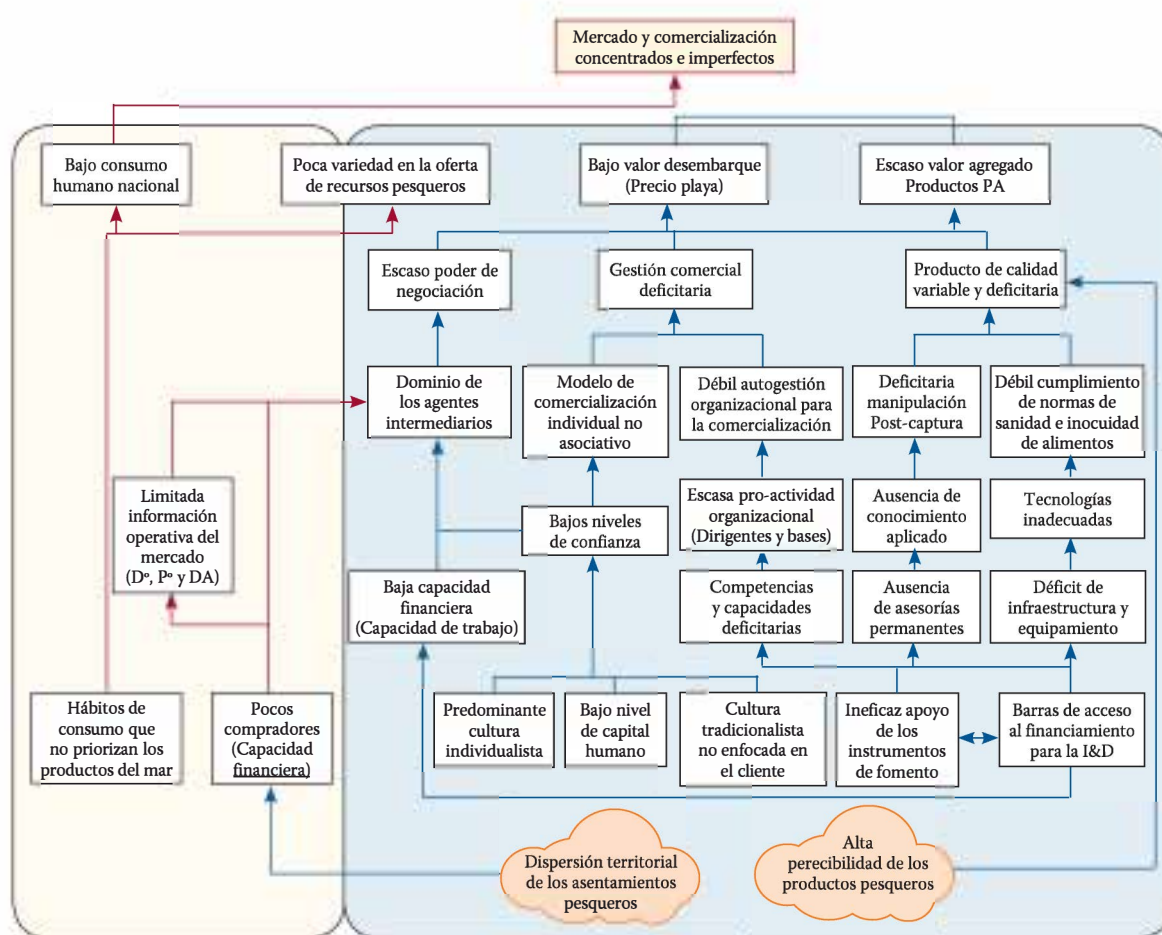 Mercado y comercialización
concentrados e imperfectos
Bajo consumo
humano nacional
Poca variedad en la oferta
de recursos pesqueros
Bajo valor desembarque
(Precio playa)
Escaso valor agregado
Productos PA
Escaso poder de
negociación
Gestión comercial
deficitaria
Producto de calidad
variable y deficitaria
Dominio de
los agentes
intermediarios
Modelo de
comercialización
individual no
asociativo
Débil autogestión
organizacional para
la comercialización
Deficitaria
manipulación
Post-captura
Débil cumplimiento
de normas de
sanidad e inocuidad
de alimentos
Limitada
información
operativa del
mercado
(Dº, Pº y DA)
Bajos niveles
de confianza
Escasa pro-actividad
organizacional
(Dirigentes y bases)
Ausencia de
conocimiento
aplicado
Tecnologías
inadecuadas
Baja capacidad
financiera
(Capacidad de trabajo)
Competencias
y capacidades
deficitarias
Ausencia
de asesorías
permanentes
Déficit de
infraestructura y
equipamiento
Hábitos de
consumo que
no priorizan los
productos del mar
Pocos
compradores
(Capacidad
financiera)
Predominante
cultura
individualista
Bajo nivel
de capital
humano
Cultura
tradicionalista
no enfocada en
el cliente
Ineficaz apoyo
de los
instrumentos
de fomento
Barras de acceso
al financiamiento
para la I&D
Dispersión territorial
de los asentamientos
pesqueros
Alta
perecibilidad de los
productos pesqueros